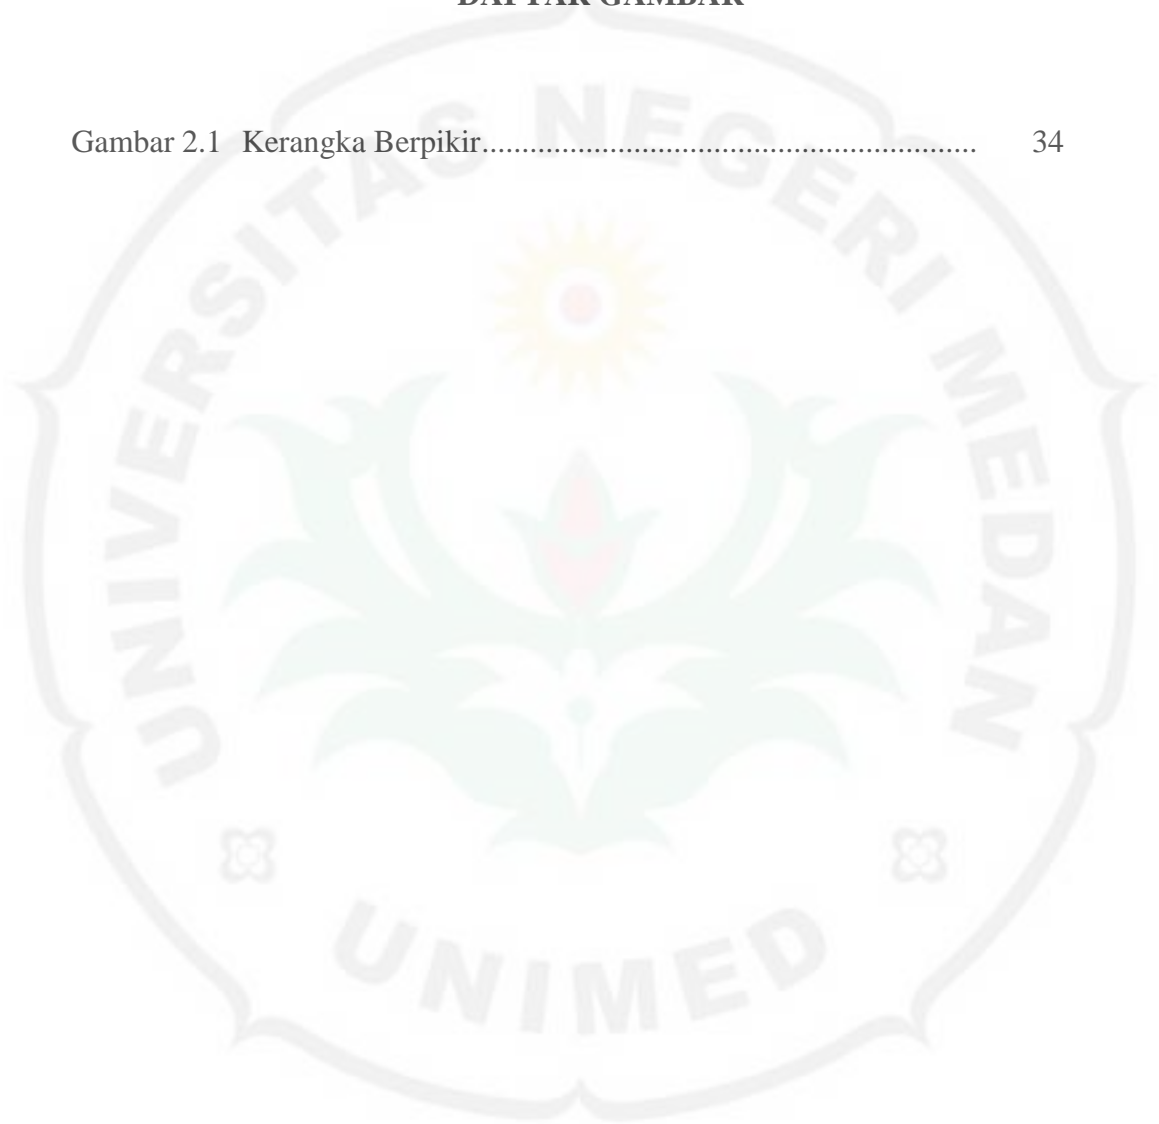 DAFTAR GAMBAR
Gambar 2.1 Kerangka Berpikir.............................................................. 34
UNIVERSITAS NEGERI MEDAN
UNIMED